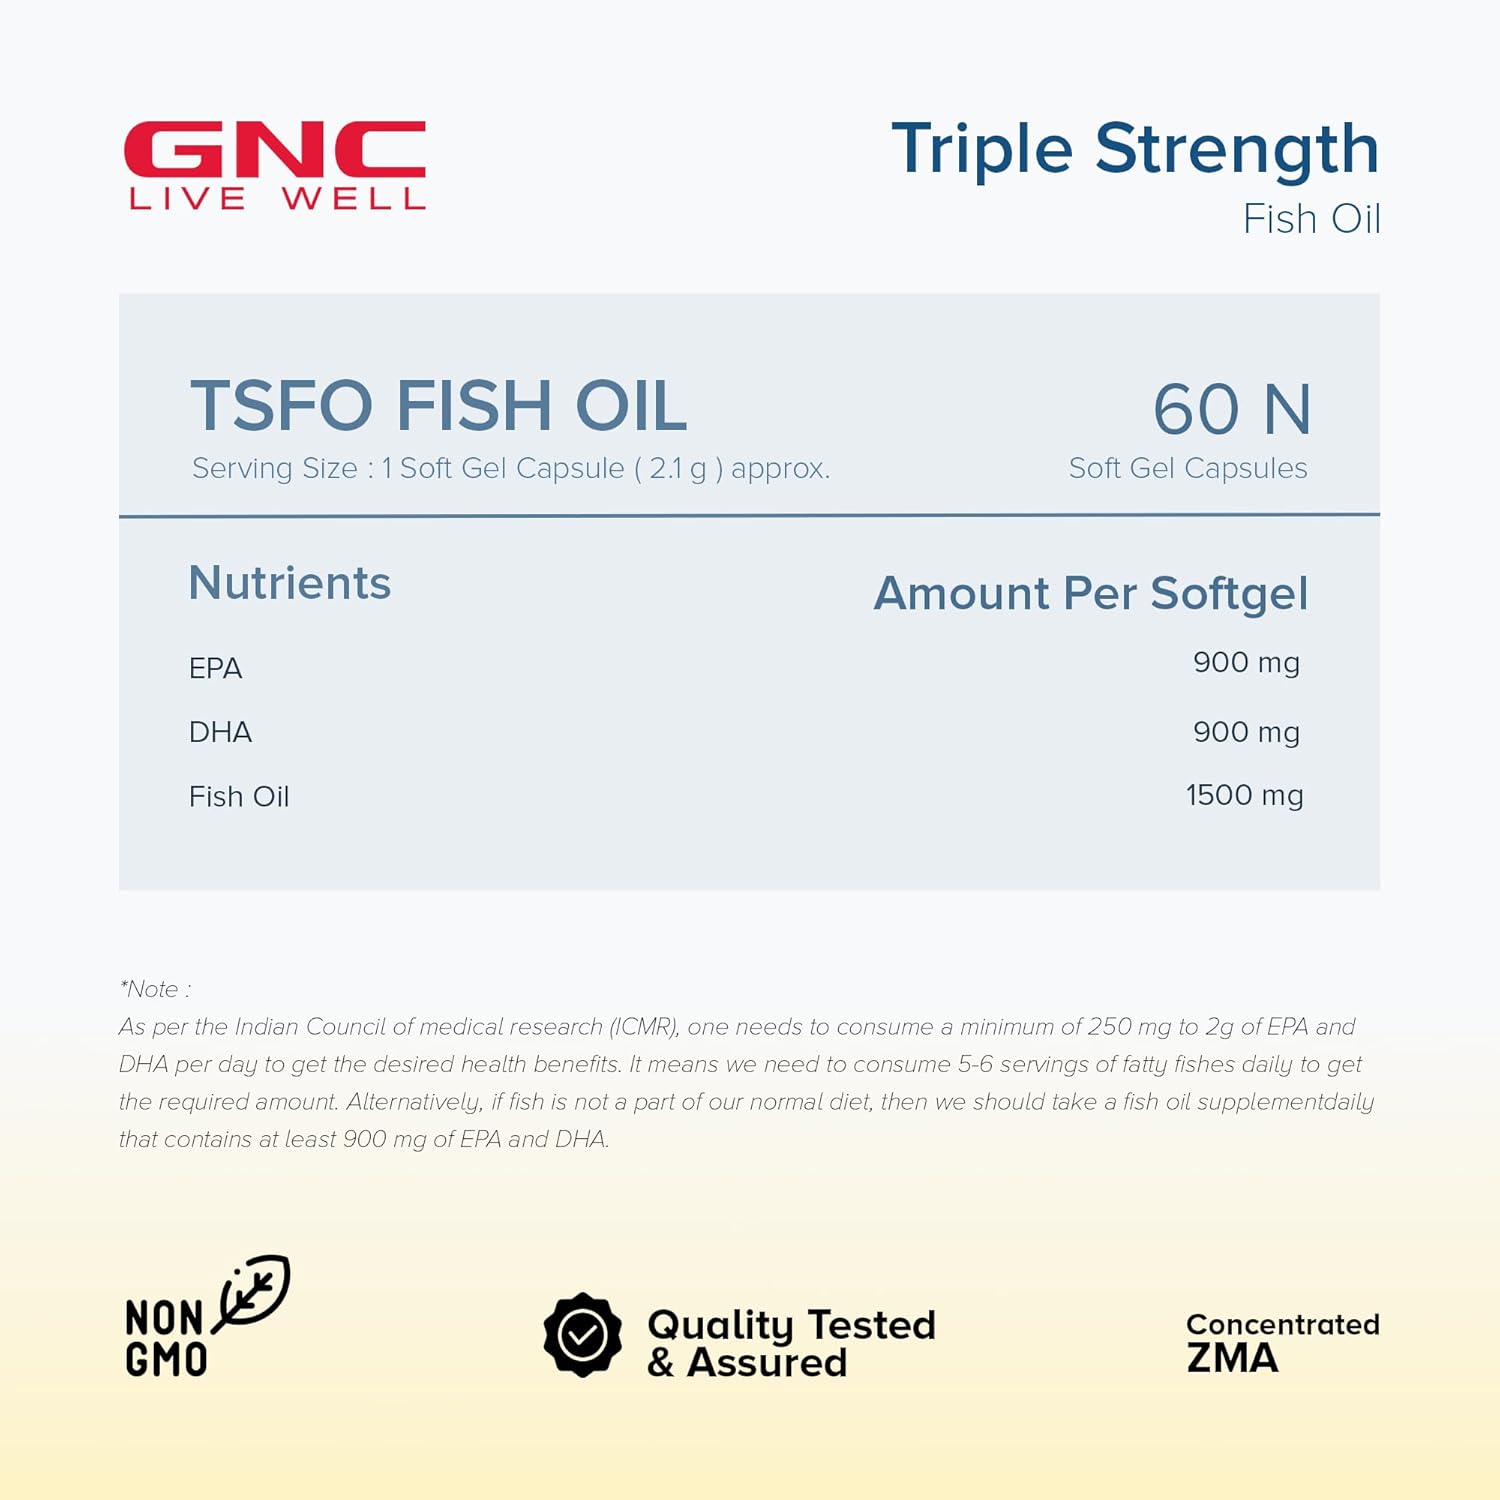 GNC
LIVE WELL
Triple Strength
Fish Oil
TSFO FISH OIL
60 N
Serving Size : 1 Soft Gel Capsule ( 2.1 g ) approx.
Soft Gel Capsules
Nutrients
Amount Per Softgel
EPA
900 mg
DHA
900 mg
Fish Oil
1500 mg
*Note :
As per the Indian Council of medical research (ICMR), one needs to consume a minimum of 250 mg to 2g of EPA and
DHA per day to get the desired health benefits. It means we need to consume 5-6 servings of fatty fishes daily to get
the required amount. Alternatively, if fish is not a part of our normal diet, then we should take a fish oil supplementdaily
that contains at least 900 mg of EPA and DHA.
NON
GMO
Quality Tested
& Assured
Concentrated
ZMA